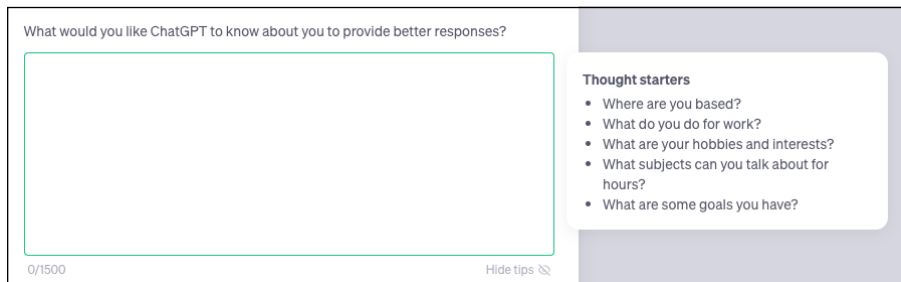 What would you like ChatGPT to know about you to provide better responses?
Thought starters
• Where are you based?
• What do you do for work?
• What are your hobbies and interests?
• What subjects can you talk about for
hours?
• What are some goals you have?
0/1500
Hide tips